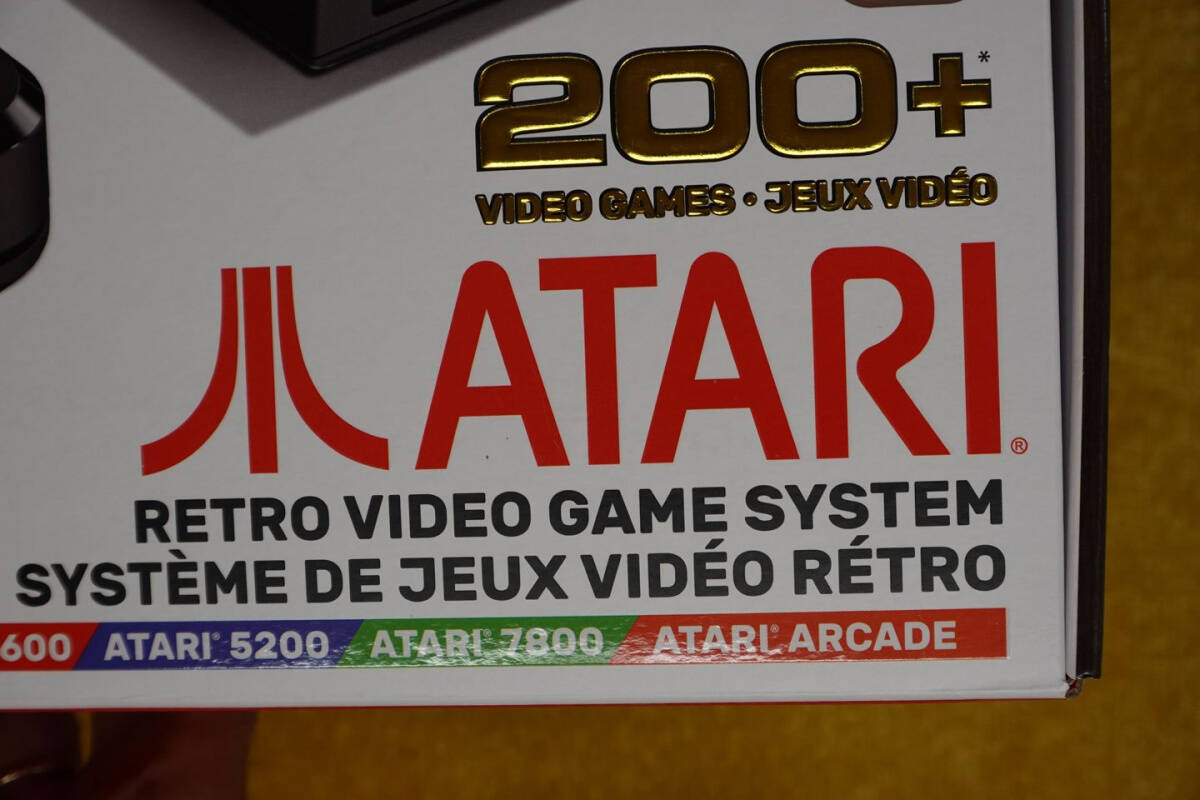 200+*
VIDEO GAMES • JEUX VIDÉO
ATARI®
RETRO VIDEO GAME SYSTEM
SYSTÈME DE JEUX VIDÉO RÉTRO
600 ATARI® 5200 ATARI® 7800 ATARI® ARCADE